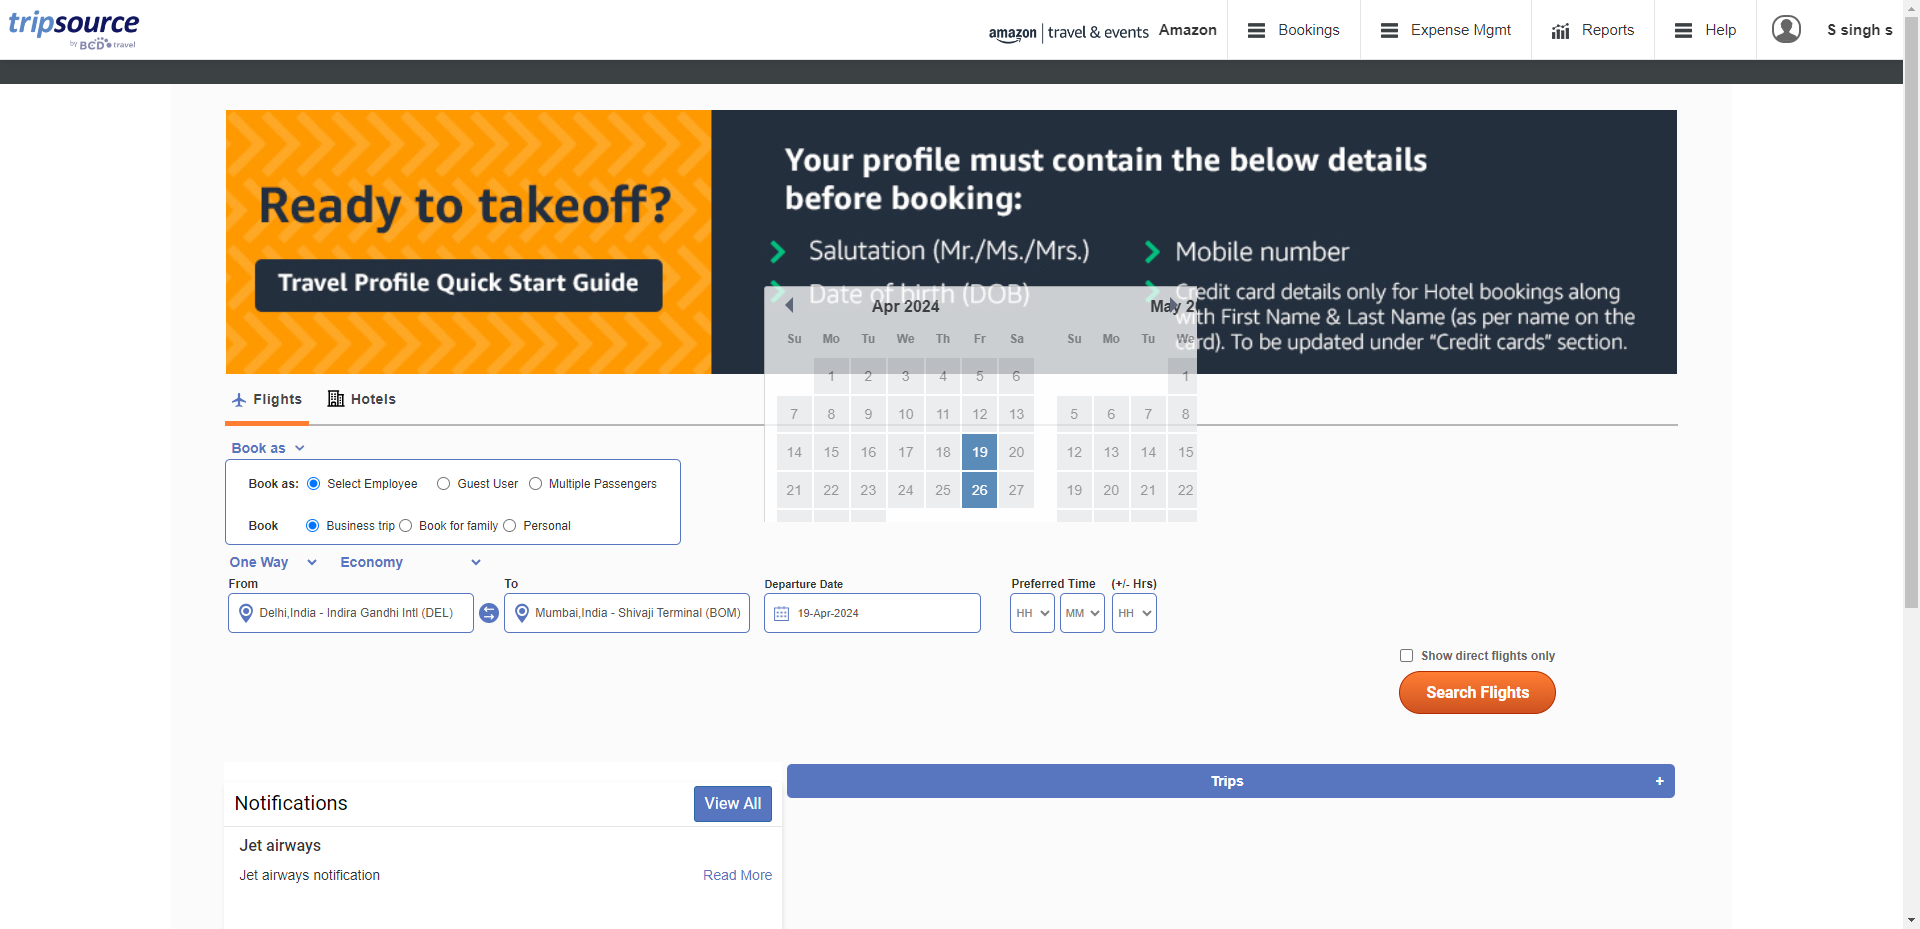 tripsource
by BCD travel
amazon | travel & events Amazon
Bookings
Expense Mgmt
Reports
Help
S singh s
Ready to takeoff?
Travel Profile Quick Start Guide
Your profile must contain the below details
before booking:
Salutation (Mr./Ms./Mrs.)
Mobile number
Date of birth (DOB)
Credit card details only for Hotel bookings along
with First Name & Last Name (as per name on the
card). To be updated under “Credit cards” section.
Apr 2024
May 2
Su Mo Tu We Th Fr Sa
Su Mo Tu We
1 2 3 4 5 6
1
7 8 9 10 11 12 13
5 6 7 8
14 15 16 17 18 19 20
12 13 14 15
21 22 23 24 25 26 27
19 20 21 22
Flights
Hotels
Book as
Book as: Select Employee Guest User Multiple Passengers
Book Business trip Book for family Personal
One Way Economy
From
To
Departure Date
Preferred Time (+/- Hrs)
Delhi,India - Indira Gandhi Intl (DEL)
Mumbai,India - Shivaji Terminal (BOM)
19-Apr-2024
HH MM HH
Show direct flights only
Search Flights
Trips +
Notifications
View All
Jet airways
Jet airways notification
Read More